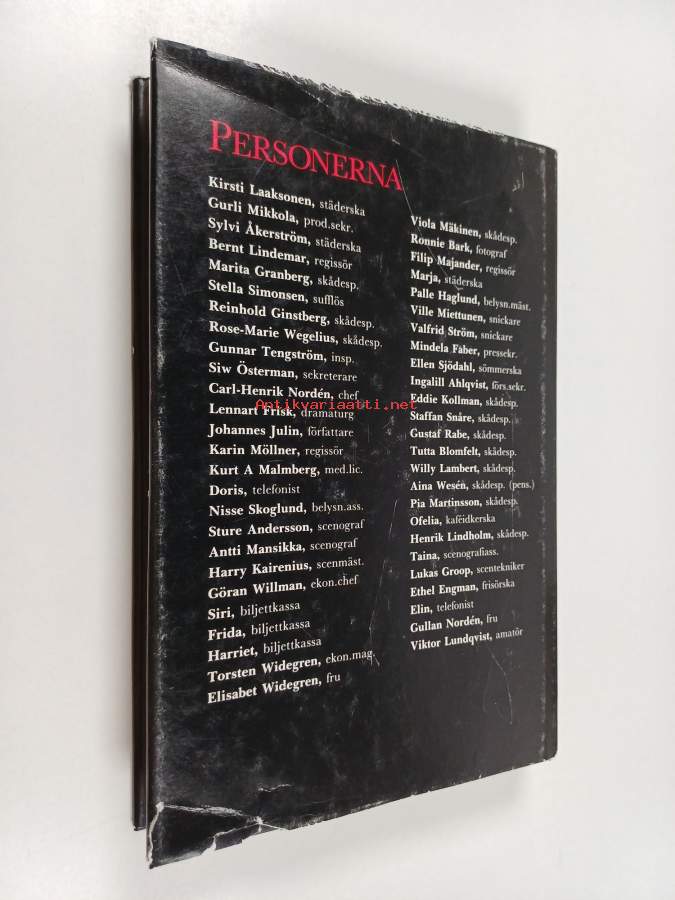 PERSONERNA
Kirsti Laaksonen, städerska
Gurli Mikkola, prod.sekr.
Sylvi Åkerström, städerska
Bernt Lindemar, regissör
Marita Granberg, skådesp.
Stella Simonsen, sufflös
Reinhold Ginstberg, skådesp.
Rose-Marie Wegelius, skådesp.
Gunnar Tengström, insp.
Siw Österman, sekreterare
Carl-Henrik Nordén, chef
Lennart Frisk, dramaturg
Johannes Julin, författare
Karin Möllner, regissör
Kurt A Malmberg, med.lic.
Doris, telefonist
Nisse Skoglund, belysn.ass.
Sture Andersson, scenograf
Antti Mansikka, scenograf
Harry Kairenius, scenmäst.
Göran Willman, ekon.chef
Siri, biljettkassa
Frida, biljettkassa
Harriet, biljettkassa
Torsten Widegren, ekon.mag.
Elisabet Widegren, fru
Viola Mäkinen, skådesp.
Ronnie Bark, fotograf
Filip Majander, regissör
Marja, städerska
Palle Haglund, belysn.mäst.
Ville Miettunen, snickare
Valfrid Ström, snickare
Mindela Faber, pressekr.
Ellen Sjödahl, sömmerska
Ingalill Ahlqvist, förs.sekr.
Eddie Kollman, skådesp.
Staffan Snåre, skådesp.
Gustaf Rabe, skådesp.
Tutta Blomfelt, skådesp.
Willy Lambert, skådesp.
Aina Wesén, skådesp. (pens.)
Pia Martinsson, skådesp.
Ofelia, kaféidkerska
Henrik Lindholm, skådesp.
Taina, scenografiass.
Lukas Groop, scentekniker
Ethel Engman, frisörska
Elin, telefonist
Gullan Nordén, fru
Viktor Lundqvist, amatör
Antikvariaatti.net